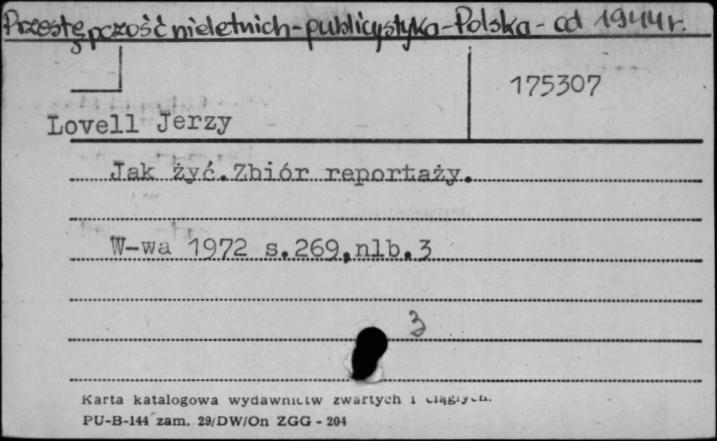 Przestępczość nieletnich - publicystyka - Polska - od 1944 r.
175307
Lovell Jerzy
Jak żyć. Zbiór reportaży.
W-wa 1972 s. 269, nlb. 3
3
Karta katalogowa wydawnictw zwartych i ciągłych.
PU-B-144 zam. 29/DW/On ZGG - 204